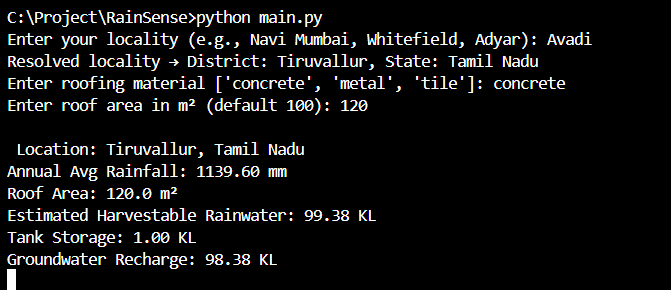 C:\Project\RainSense>python main.py
Enter your locality (e.g., Navi Mumbai, Whitefield, Adyar): Avadi
Resolved locality → District: Tiruvallur, State: Tamil Nadu
Enter roofing material ['concrete', 'metal', 'tile']: concrete
Enter roof area in m² (default 100): 120
Location: Tiruvallur, Tamil Nadu
Annual Avg Rainfall: 1139.60 mm
Roof Area: 120.0 m²
Estimated Harvestable Rainwater: 99.38 KL
Tank Storage: 1.00 KL
Groundwater Recharge: 98.38 KL